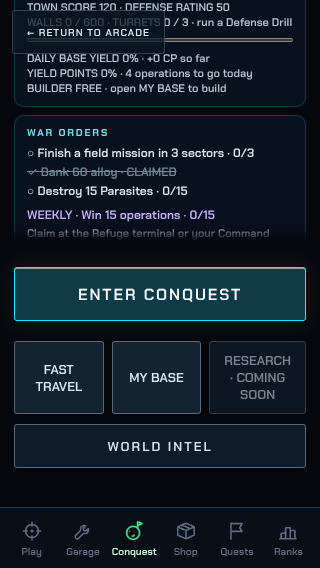 TOWN SCORE 120 · DEFENSE RATING 50
WALLS 0 / 600 · TURRETS 0 / 3 · run a Defense Drill
← RETURN TO ARCADE
DAILY BASE YIELD 0% · +0 CP so far
YIELD POINTS 0% · 4 operations to go today
BUILDER FREE · open MY BASE to build
WAR ORDERS
○ Finish a field mission in 3 sectors · 0/3
✓ Bank 60 alloy · CLAIMED
○ Destroy 15 Parasites · 0/15
WEEKLY · Win 15 operations · 0/15
Claim at the Refuge terminal or your Command
ENTER CONQUEST
FAST
TRAVEL
MY BASE
RESEARCH
· COMING
SOON
WORLD INTEL
Play
Garage
Conquest
Shop
Quests
Ranks